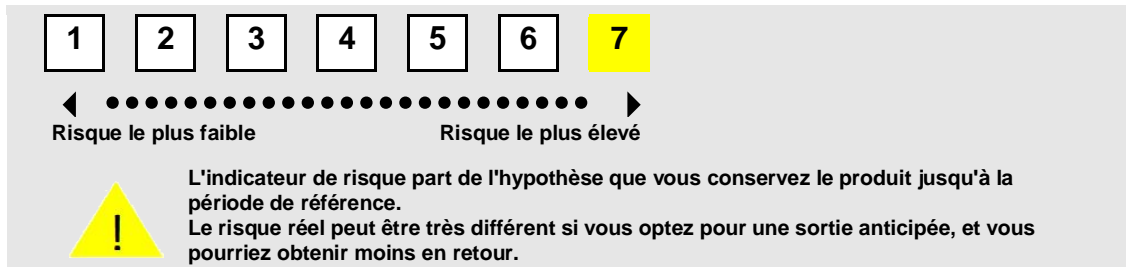 1 2 3 4 5 6 7
Risque le plus faible Risque le plus élevé
L'indicateur de risque part de l'hypothèse que vous conservez le produit jusqu'à la
période de référence.
Le risque réel peut être très différent si vous optez pour une sortie anticipée, et vous
! pourriez obtenir moins en retour.